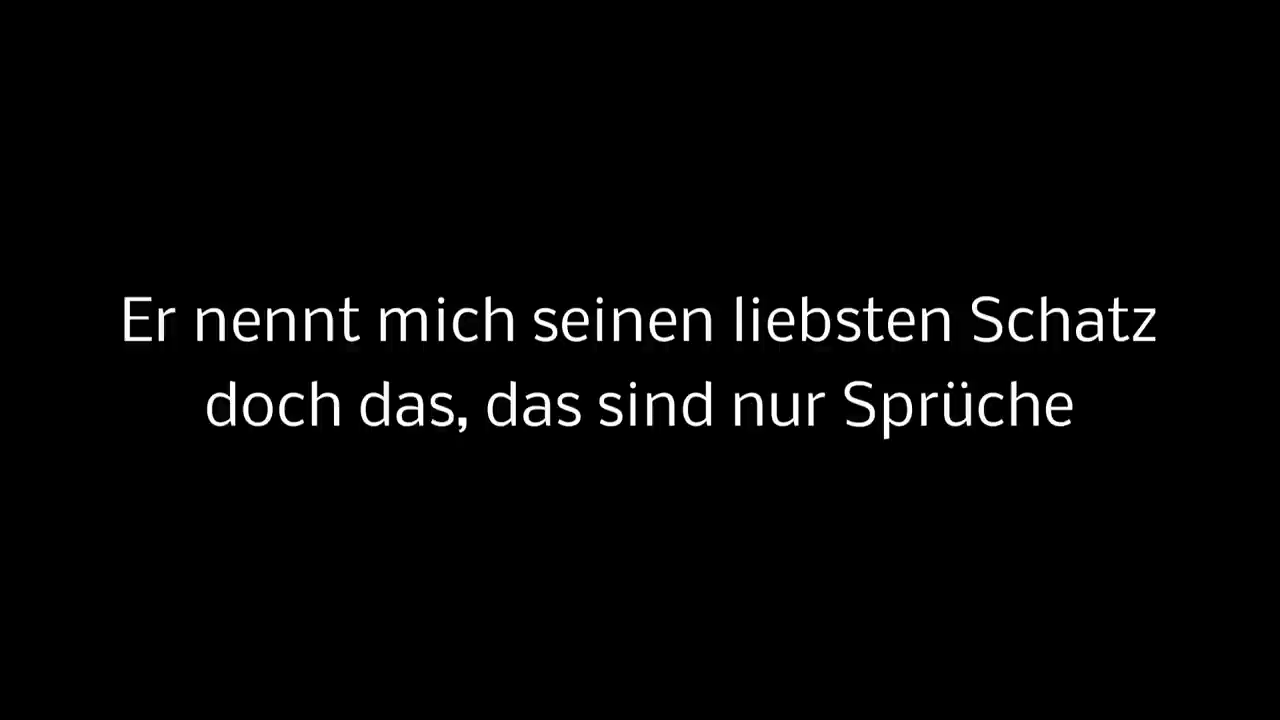 Er nennt mich seinen liebsten Schatz
doch das, das sind nur Sprüche